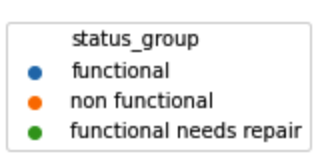 status_group
functional
non functional
functional needs repair